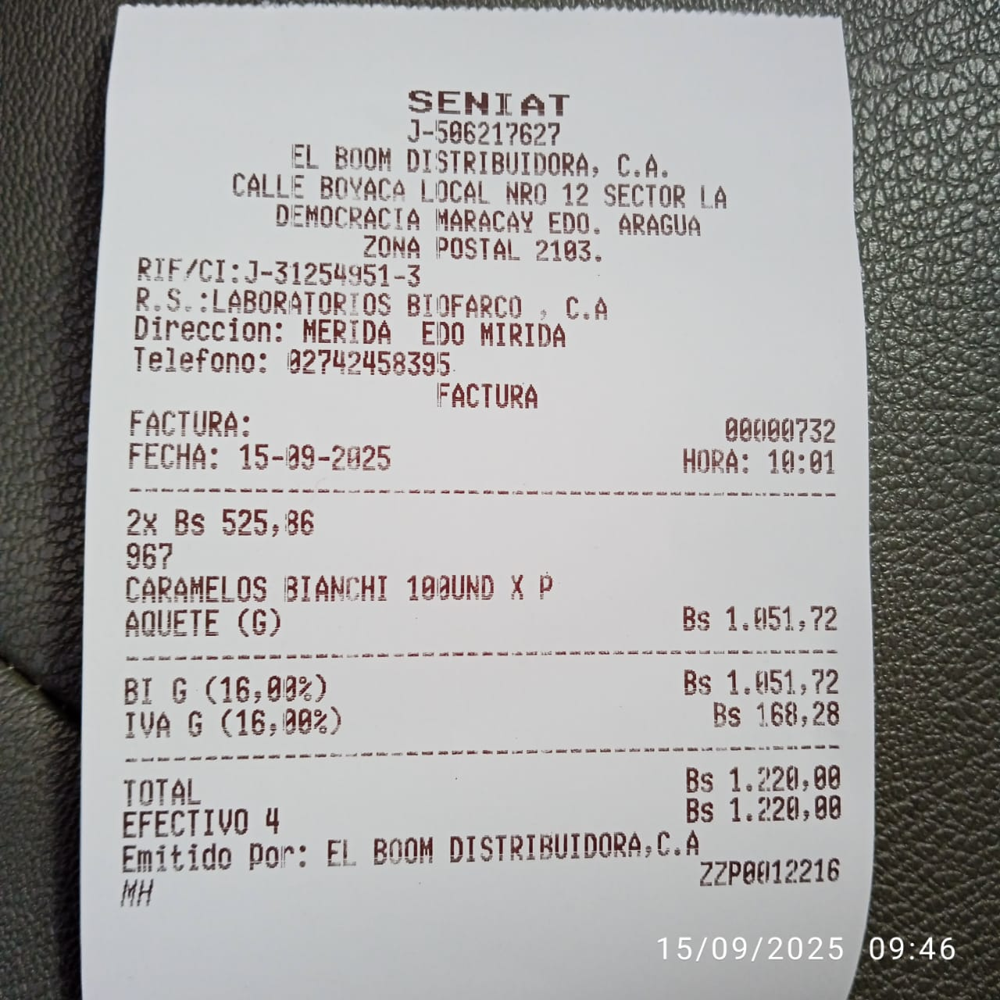 SENIAT
J-506217627
EL BOOM DISTRIBUIDORA, C.A.
CALLE BOYACA LOCAL NRO 12 SECTOR LA
DEMOCRACIA MARACAY EDO. ARAGUA
ZONA POSTAL 2103.
RIF/CI:J-31254951-3
R.S.:LABORATORIOS BIOFARCO , C.A
Direccion: MERIDA EDO MIRIDA
Telefono: 02742458395
FACTURA
FACTURA: 00000732
FECHA: 15-09-2025 HORA: 10:01
2x Bs 525,86
967
CARAMELOS BIANCHI 100UND X P
AQUETE (G) Bs 1.051,72
BI G (16,00%) Bs 1.051,72
IVA G (16,00%) Bs 168,28
TOTAL Bs 1.220,00
EFECTIVO 4 Bs 1.220,00
Emitido por: EL BOOM DISTRIBUIDORA,C.A
MH ZZP0012216
15/09/2025 09:46